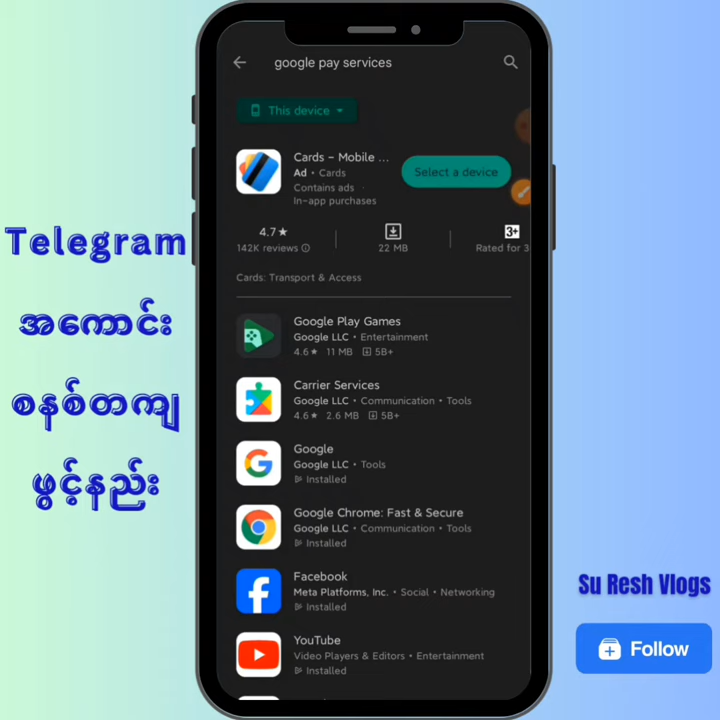 google pay services
This device
Cards – Mobile ...
Ad • Cards
Contains ads ·
In-app purchases
Select a device
4.7★
142K reviews
22 MB
3+
Rated for 3
Cards: Transport & Access
Google Play Games
Google LLC • Entertainment
4.6★ 11 MB 5B+
Carrier Services
Google LLC • Communication • Tools
4.6★ 2.6 MB 5B+
Google
Google LLC • Tools
Installed
Google Chrome: Fast & Secure
Google LLC • Communication • Tools
Installed
Facebook
Meta Platforms, Inc. • Social • Networking
Installed
YouTube
Video Players & Editors • Entertainment
Installed
Telegram
အကောင်း
စနစ်တကျ
ဖွင့်နည်း
Su Resh Vlogs
Follow